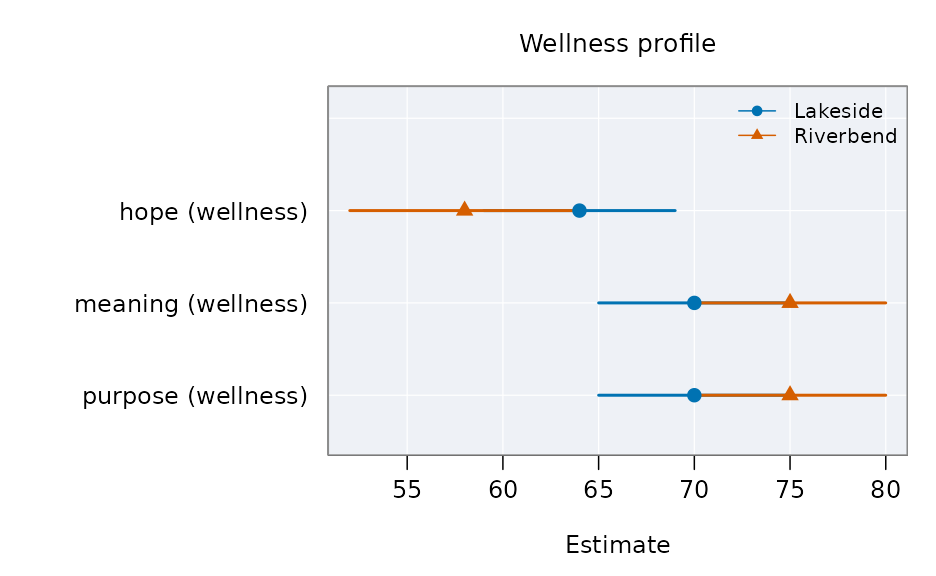 Wellness profile
Lakeside
Riverbend
hope (wellness)
meaning (wellness)
purpose (wellness)
55 60 65 70 75 80
Estimate